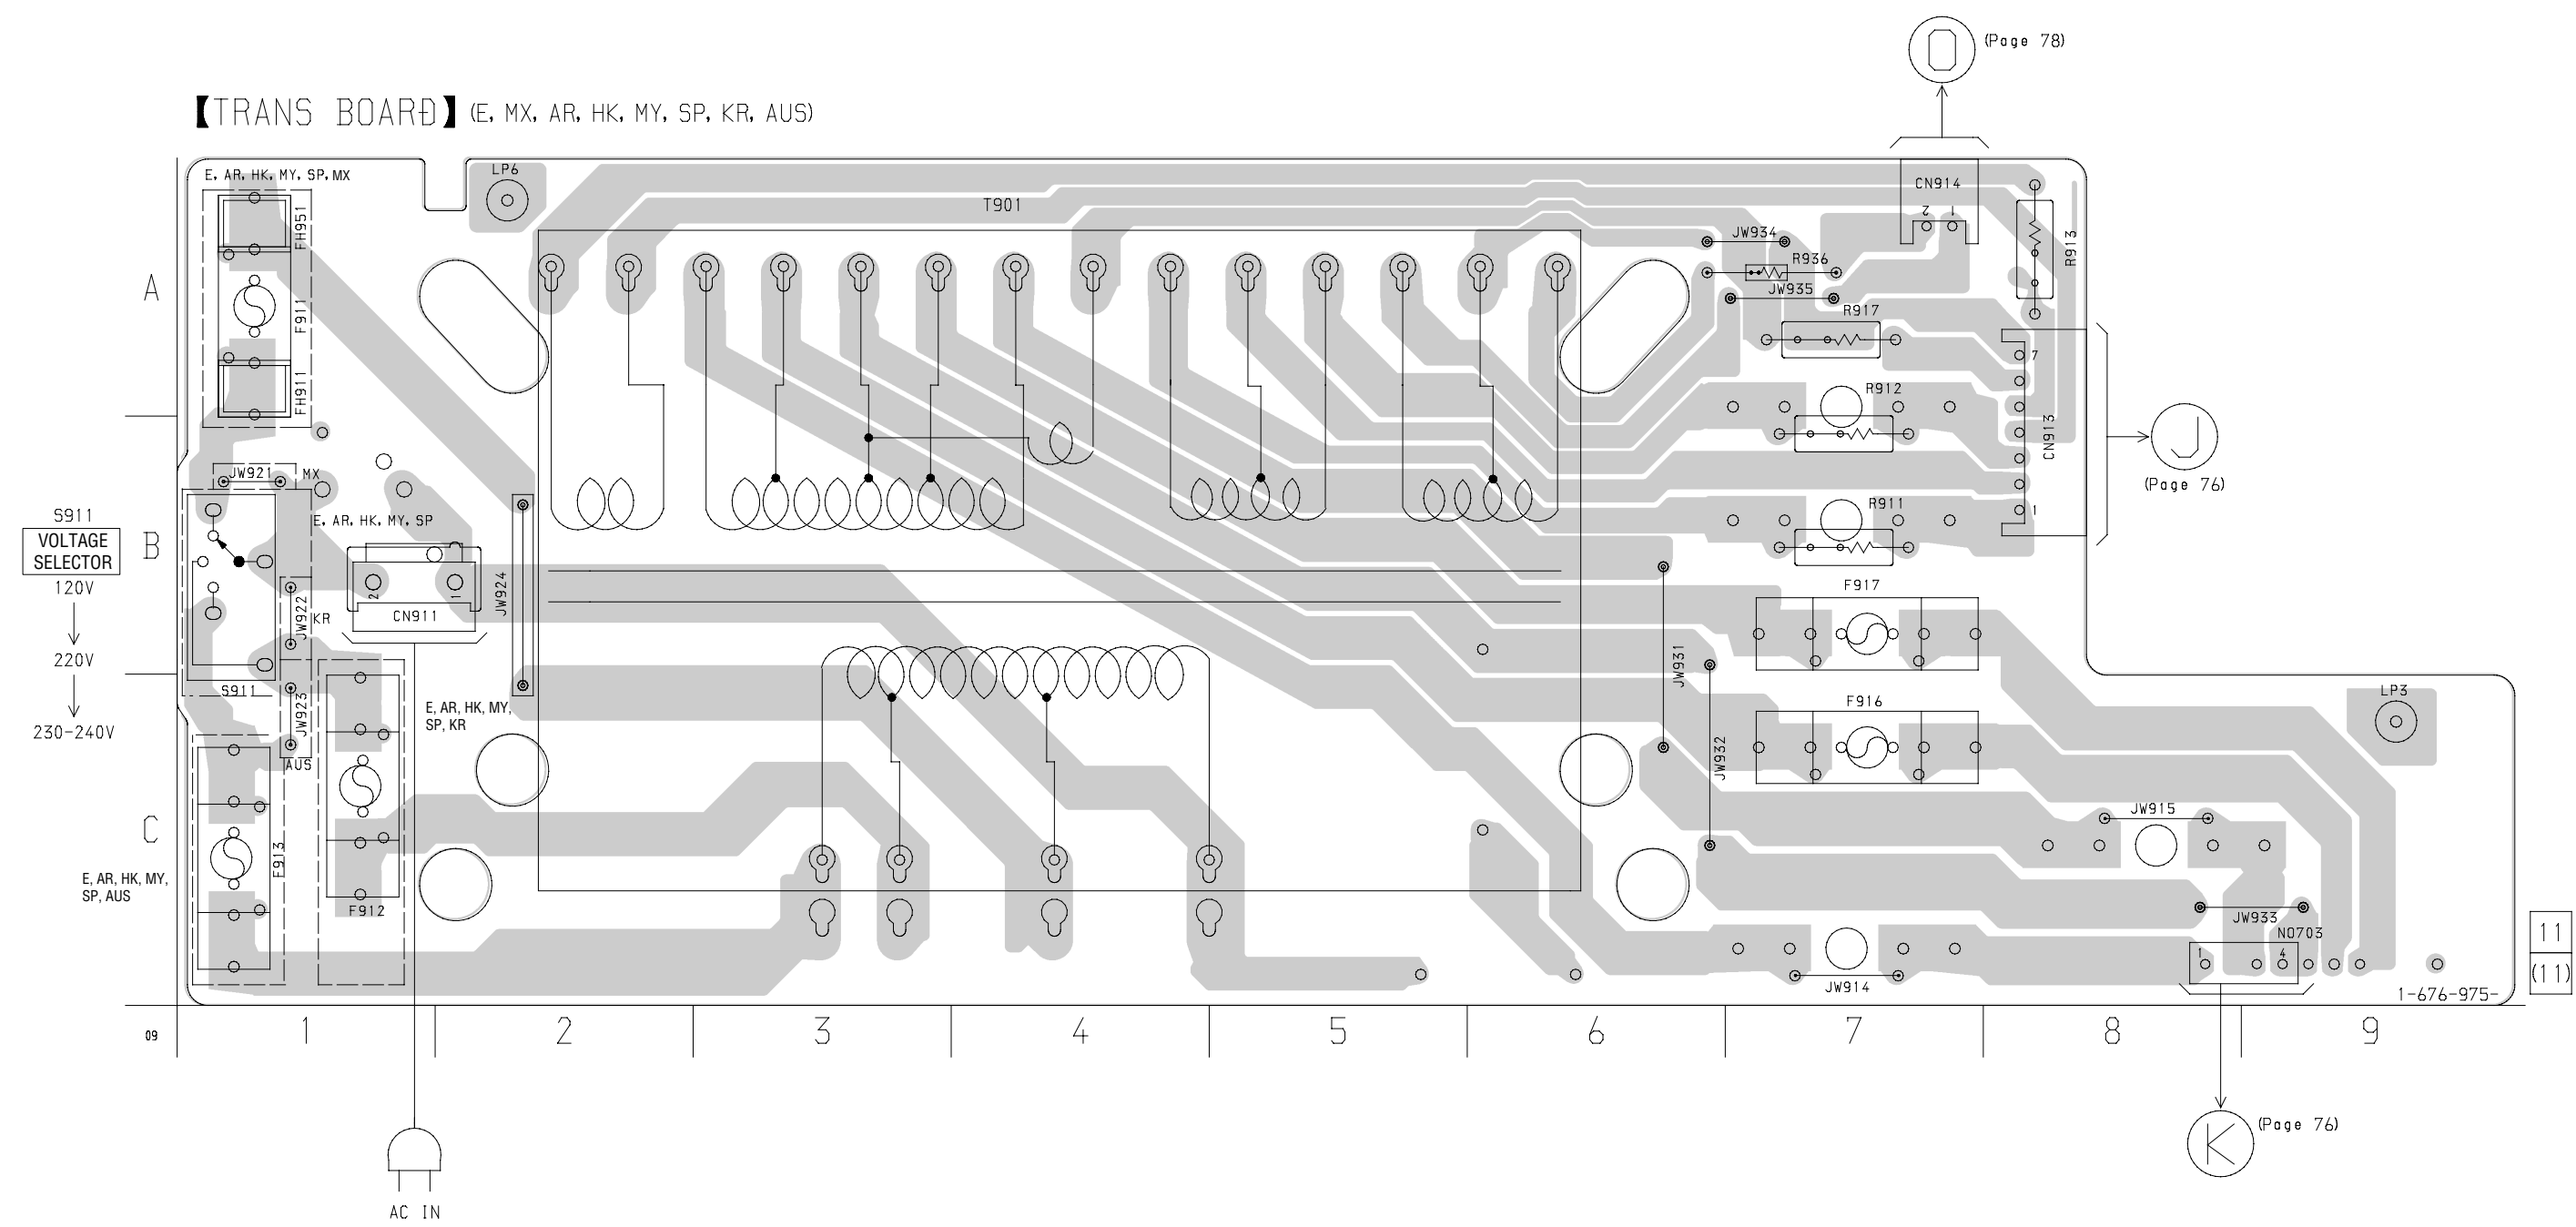 O (Page 78)
【TRANS BOARD】 (E, MX, AR, HK, MY, SP, KR, AUS)
E, AR, HK, MY, SP, MX
LP6
T901
CN914
2 1
FH951
JW934
R913
R936
A
F911
JW935
R917
7
FH911
R912
CN913
J
(Page 76)
JW921
MX
R911
1
S911
VOLTAGE
SELECTOR
120V
220V
230-240V
B
E, AR, HK, MY, SP
2 1
CN911
JW922
KR
JW924
F917
JW931
S911
JW923
E, AR, HK, MY,
SP, KR
F916
LP3
JW932
AUS
JW915
C
F913
E, AR, HK, MY,
SP, AUS
F912
JW933
NO703
1 4
JW914
11
(11)
1-676-975-
09
1 2 3 4 5 6 7 8 9
K (Page 76)
AC IN